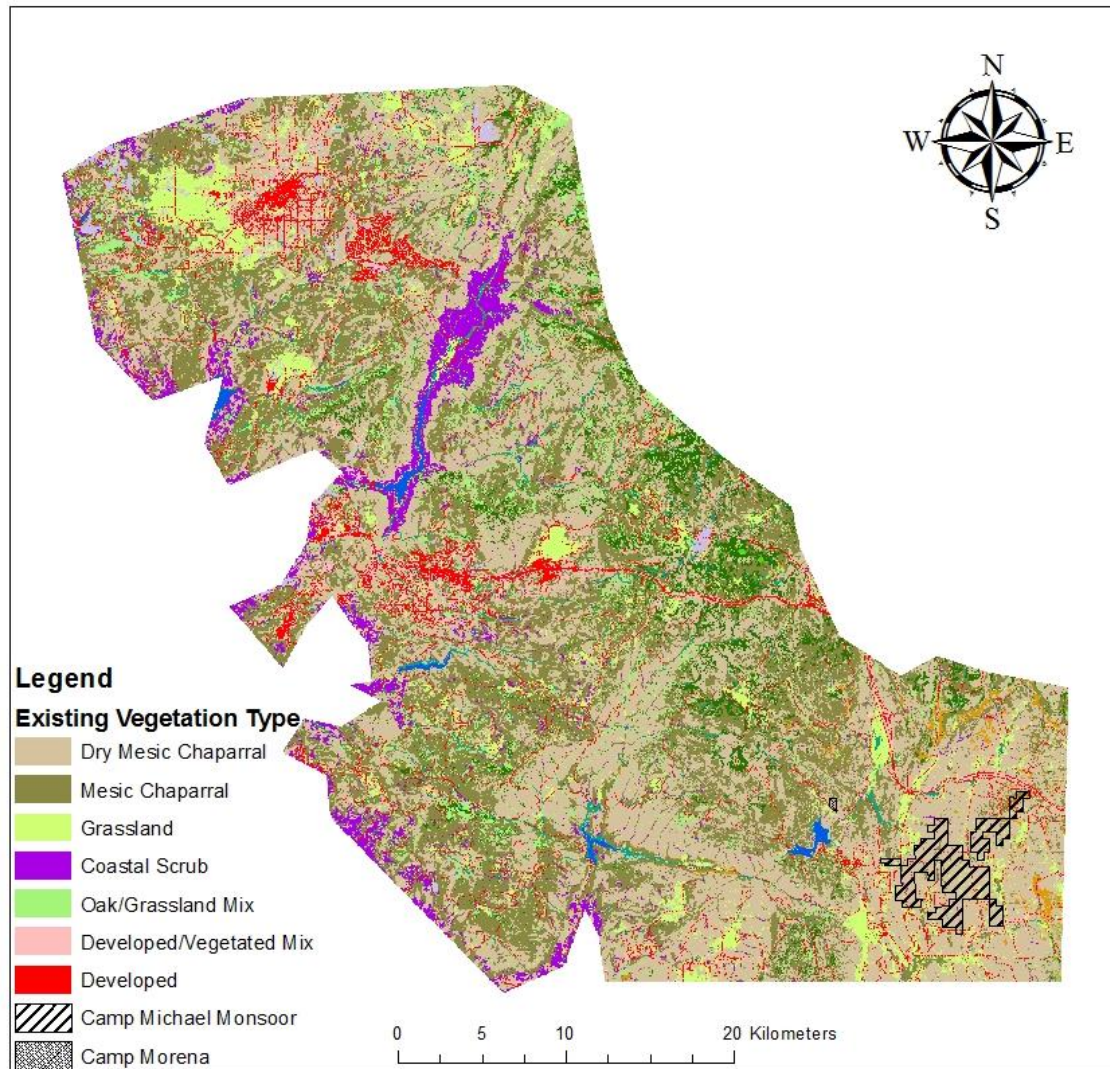 N
W E
S
Legend
Existing Vegetation Type
Dry Mesic Chaparral
Mesic Chaparral
Grassland
Coastal Scrub
Oak/Grassland Mix
Developed/Vegetated Mix
Developed
Camp Michael Monsoor
Camp Morena
0 5 10 20 Kilometers